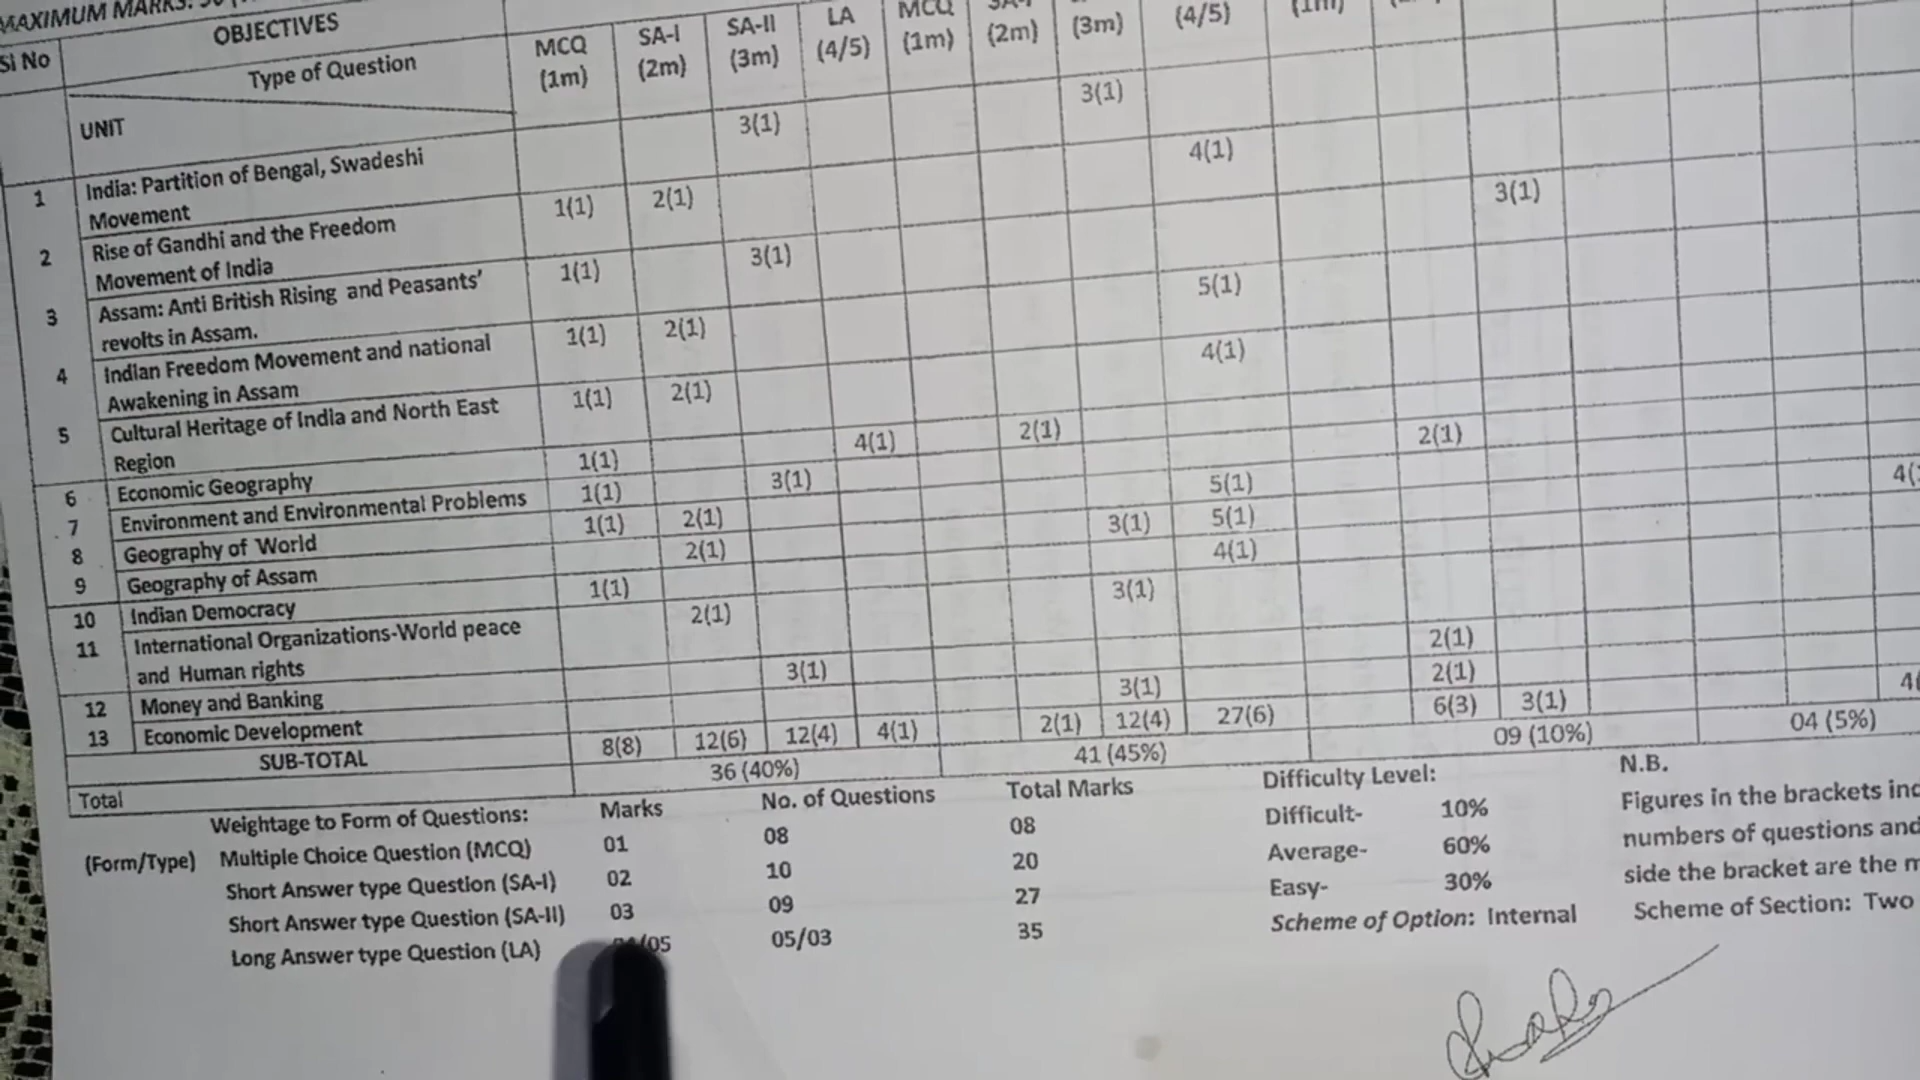 MAXIMUM MARKS:
Sl No OBJECTIVES
Type of Question
UNIT
MCQ (1m) SA-I (2m) SA-II (3m) LA (4/5) MCQ (1m) (2m) (3m) (4/5) (1m)
1 India: Partition of Bengal, Swadeshi Movement 3(1) 3(1)
2 Rise of Gandhi and the Freedom Movement of India 1(1) 2(1) 4(1)
3 Assam: Anti British Rising and Peasants' revolts in Assam. 1(1) 3(1) 3(1)
4 Indian Freedom Movement and national Awakening in Assam 1(1) 2(1) 5(1)
5 Cultural Heritage of India and North East Region 1(1) 2(1) 4(1)
6 Economic Geography 1(1) 4(1) 2(1) 2(1)
7 Environment and Environmental Problems 1(1) 3(1) 5(1)
8 Geography of World 1(1) 2(1) 3(1) 5(1)
9 Geography of Assam 2(1) 4(1)
10 Indian Democracy 1(1) 3(1)
11 International Organizations-World peace and Human rights 2(1) 2(1)
12 Money and Banking 3(1) 2(1)
13 Economic Development 3(1)
SUB-TOTAL 8(8) 12(6) 12(4) 4(1) 2(1) 12(4) 27(6) 6(3) 3(1)
Total 36 (40%) 41 (45%) 09 (10%) 04 (5%)
Weightage to Form of Questions: Marks No. of Questions Total Marks
(Form/Type) Multiple Choice Question (MCQ) 01 08 08
Short Answer type Question (SA-I) 02 10 20
Short Answer type Question (SA-II) 03 09 27
Long Answer type Question (LA) /05 05/03 35
Difficulty Level:
Difficult- 10%
Average- 60%
Easy- 30%
Scheme of Option: Internal
N.B.
Figures in the brackets
numbers of questions and
side the bracket are the
Scheme of Section: Two